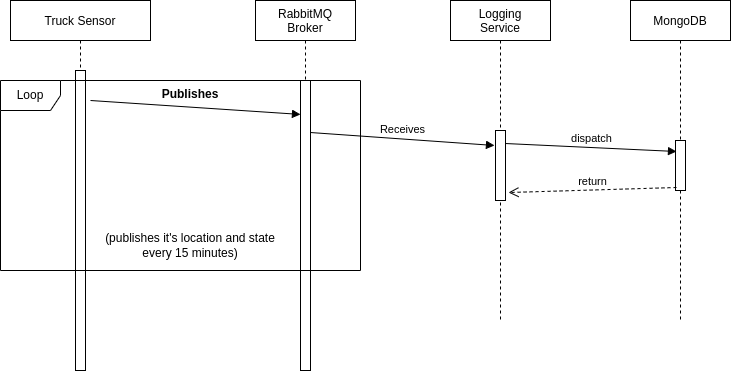 Truck Sensor
RabbitMQ
Broker
Logging
Service
MongoDB
Loop
Publishes
Receives
dispatch
return
(publishes it's location and state
every 15 minutes)